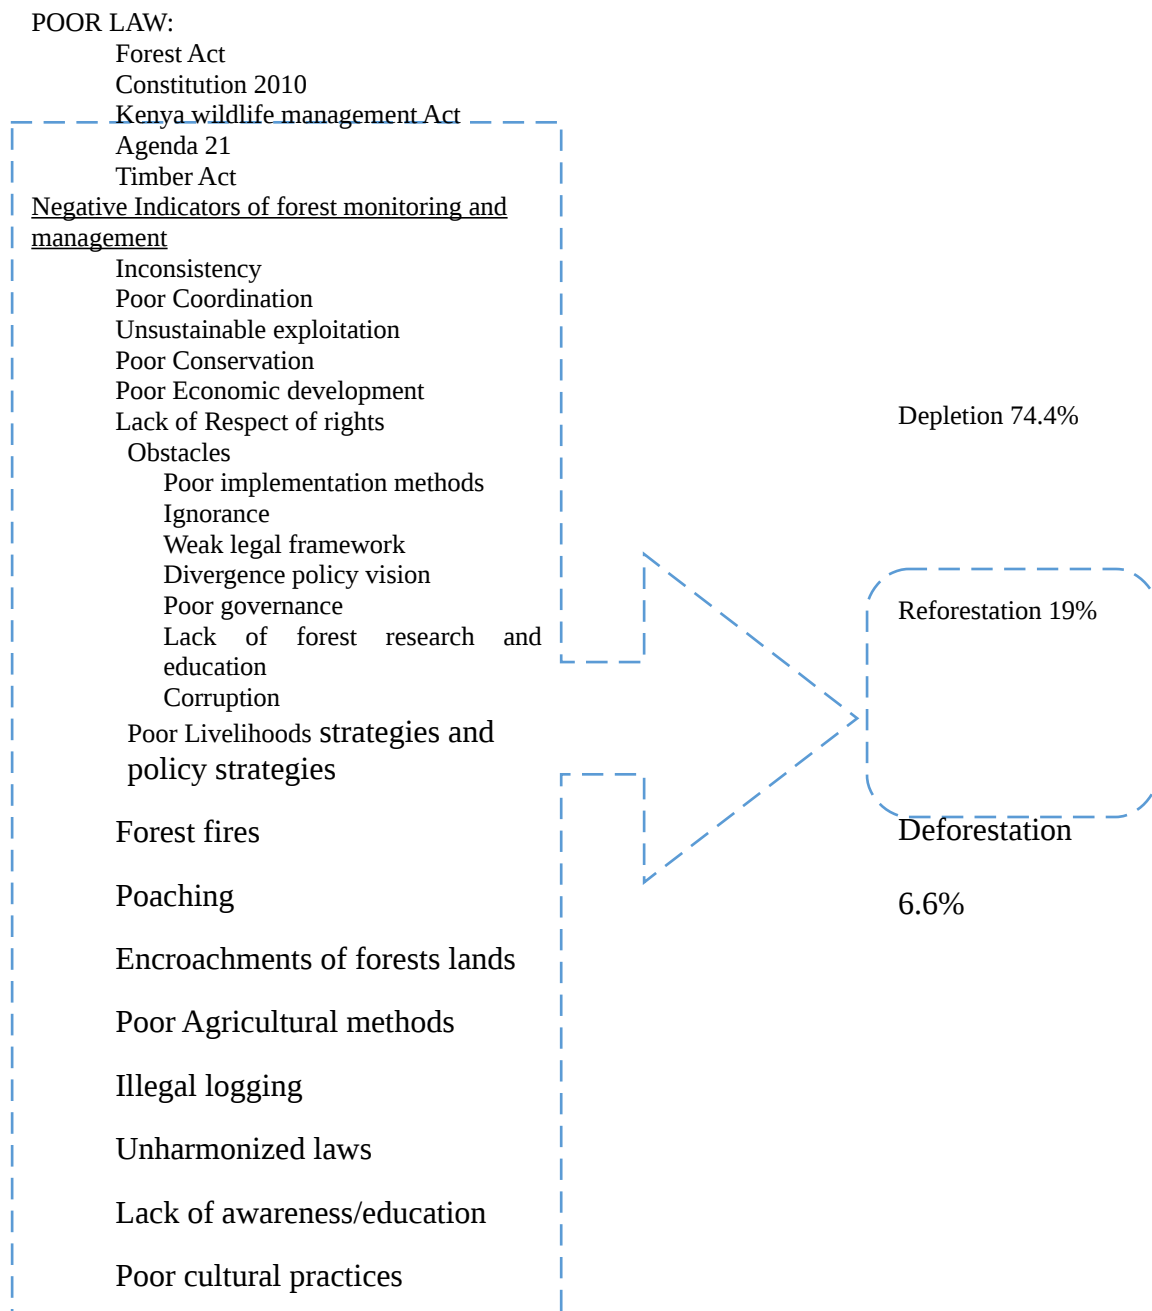 POOR LAW:
Forest Act
Constitution 2010
Kenya wildlife management Act
Agenda 21
Timber Act
Negative Indicators of forest monitoring and
management
Inconsistency
Poor Coordination
Unsustainable exploitation
Poor Conservation
Poor Economic development
Lack of Respect of rights
Obstacles
Poor implementation methods
Ignorance
Weak legal framework
Divergence policy vision
Poor governance
Lack of forest research and
education
Corruption
Poor Livelihoods strategies and
policy strategies
Forest fires
Poaching
Encroachments of forests lands
Poor Agricultural methods
Illegal logging
Unharmonized laws
Lack of awareness/education
Poor cultural practices
Depletion 74.4%
Reforestation 19%
Deforestation
6.6%